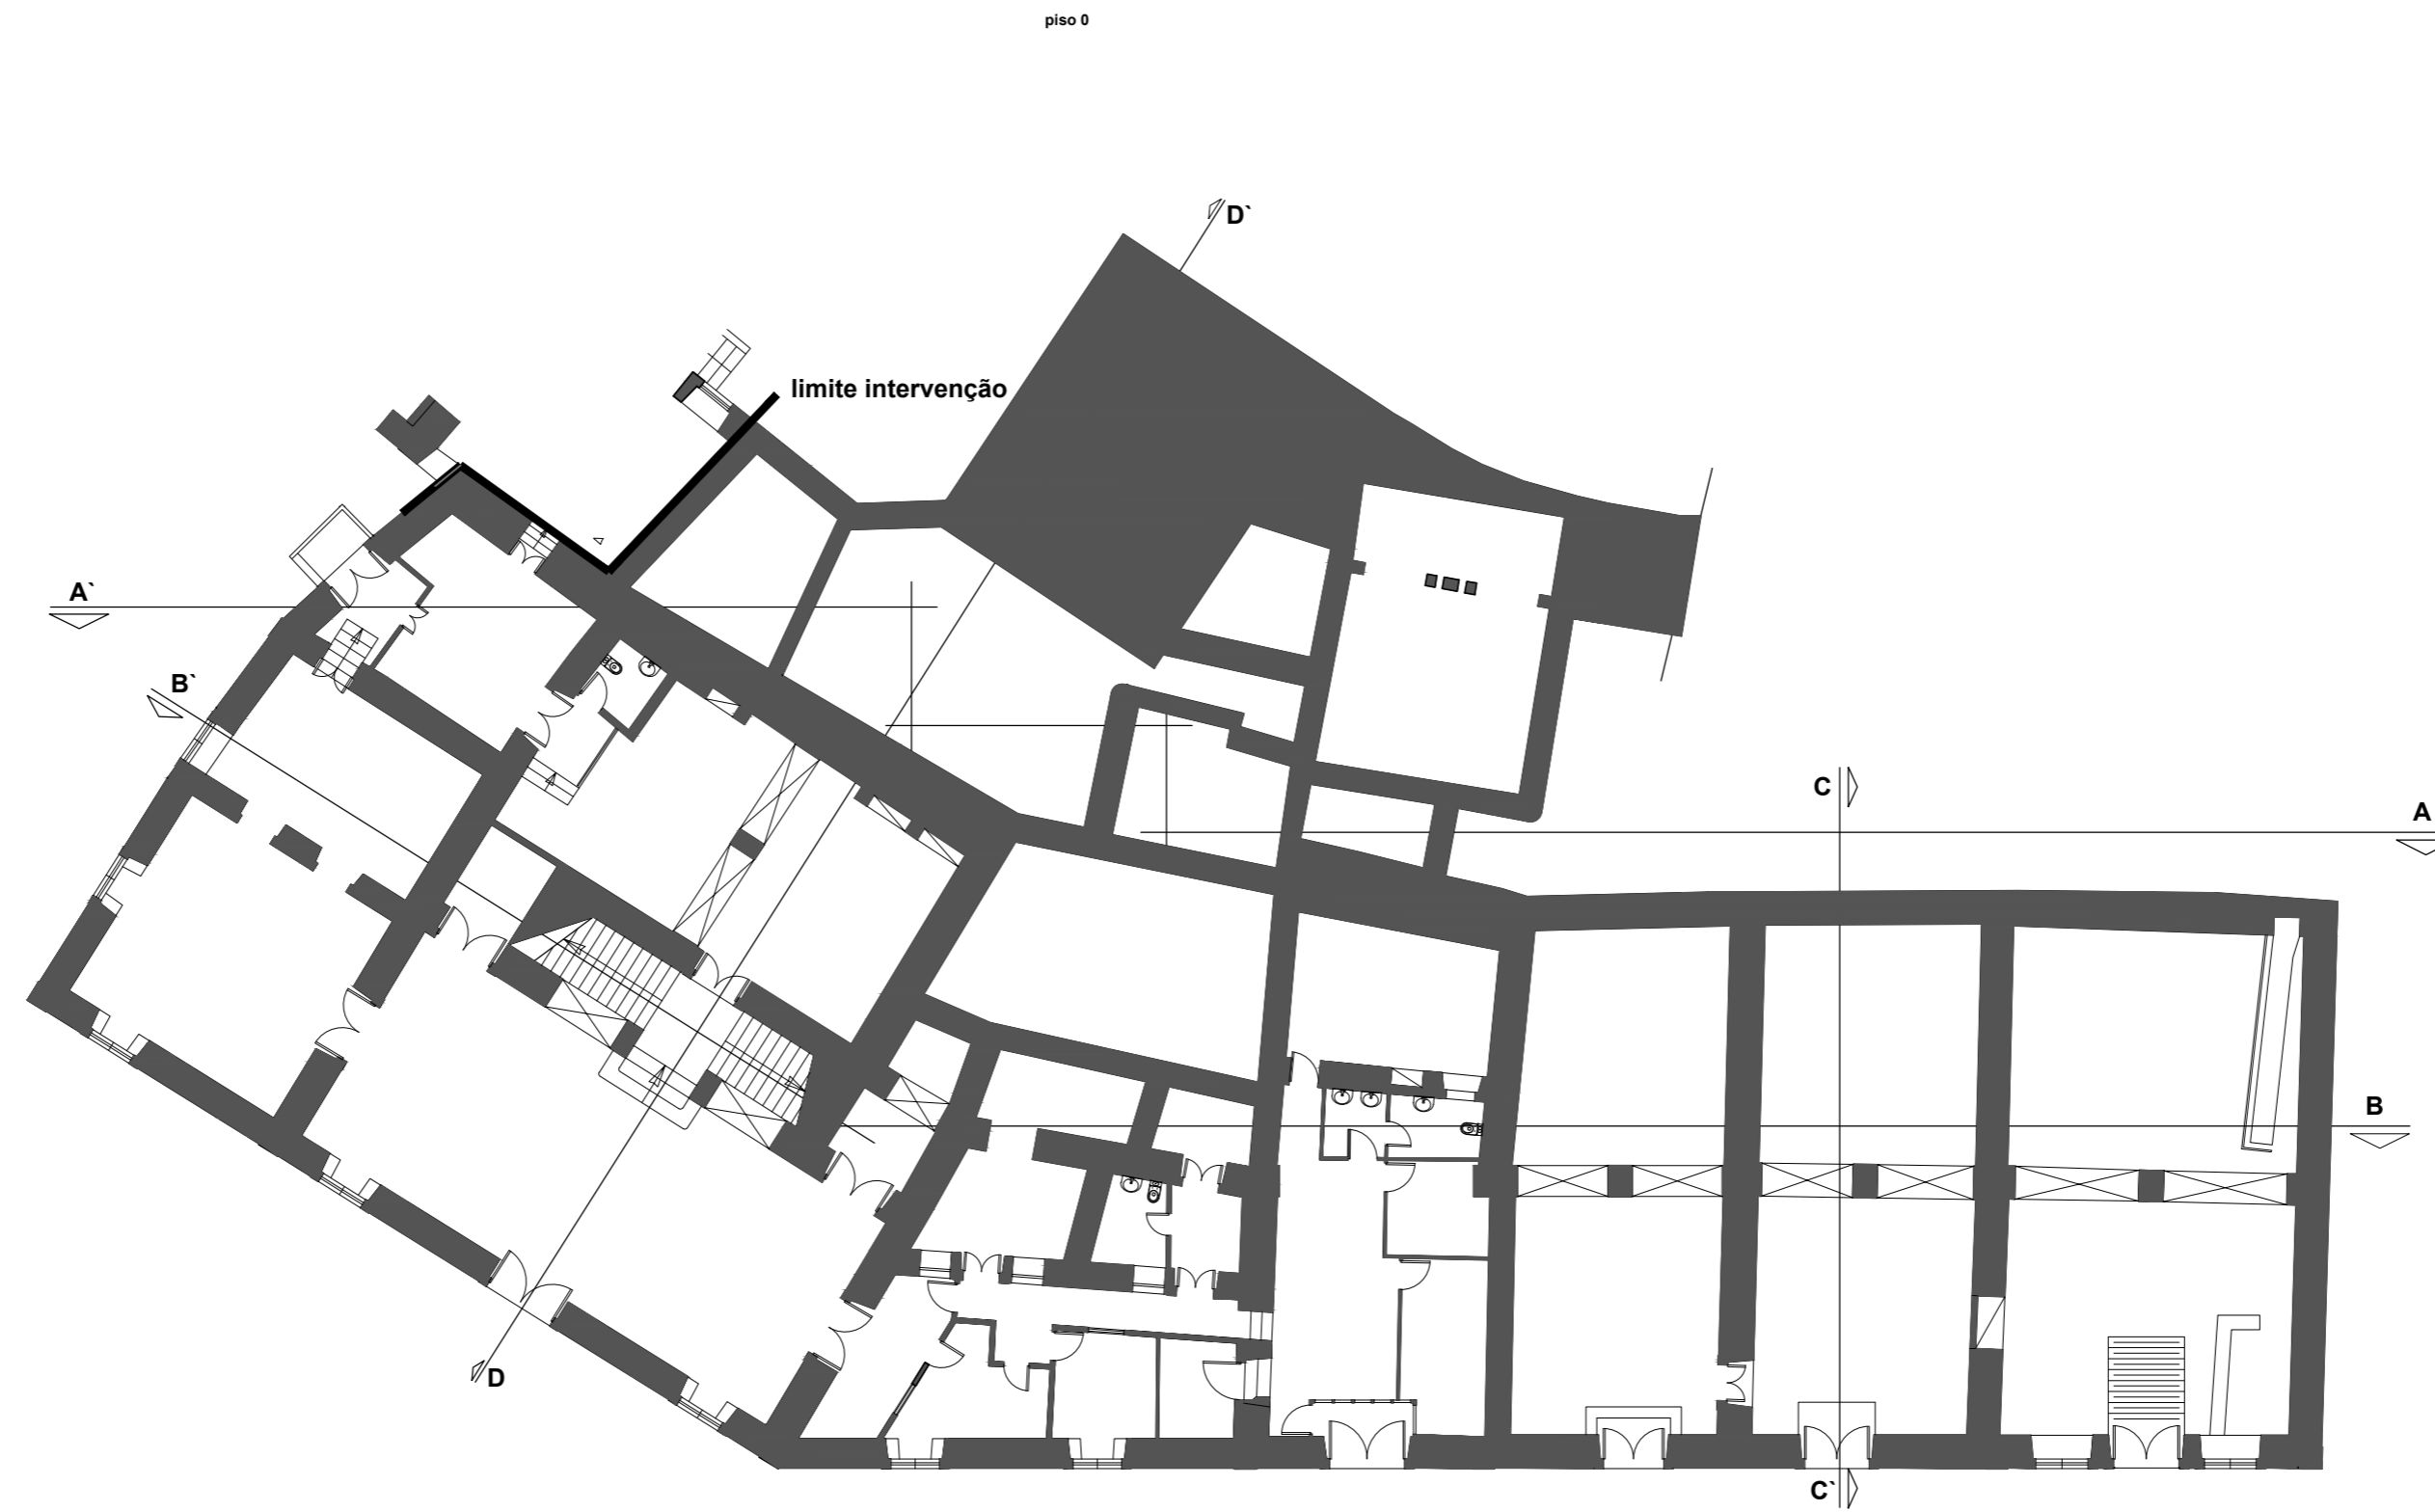 piso 0
D`
limite intervenção
A`
B`
C
A
B
D
C`